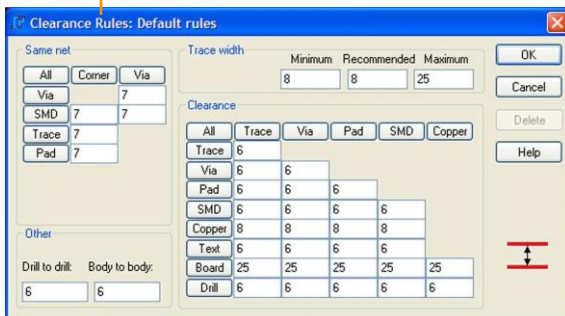 Clearance Rules: Default rules
Same net
All Corner Via
Via 7
SMD 7 7
Trace 7
Pad 7
Other
Drill to drill: Body to body:
6 6
Trace width
Minimum Recommended Maximum
8 8 25
Clearance
All Trace Via Pad SMD Copper
Trace 6
Via 6 6
Pad 6 6 6
SMD 6 6 6 6
Copper 8 8 8 8
Text 6 6 6 6
Board 25 25 25 25 25
Drill 6 6 6 6 6
OK
Cancel
Delete
Help